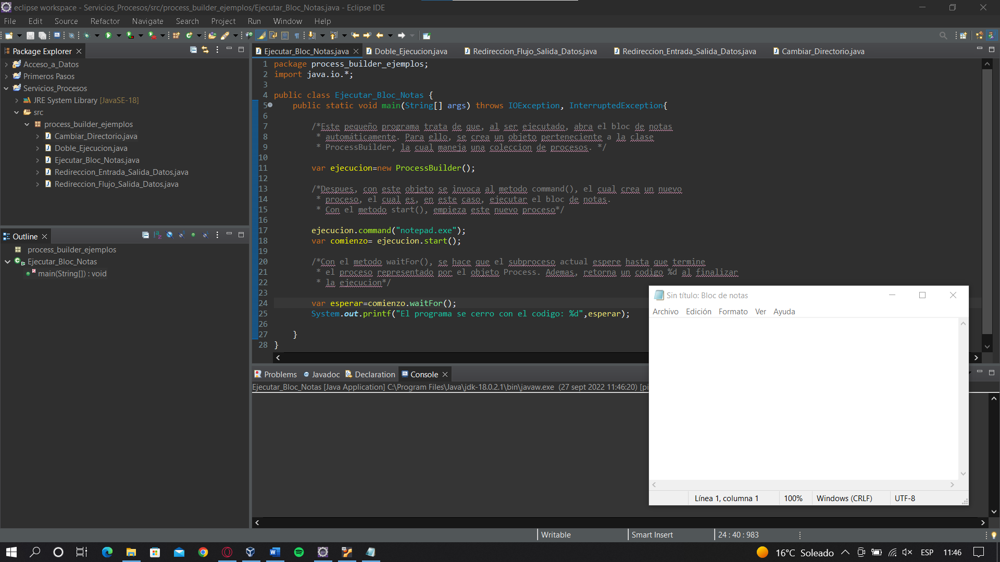 eclipse workspace - Servicios_Procesos/src/process_builder_ejemplos/Ejecutar_Bloc_Notas.java - Eclipse IDE
File Edit Source Refactor Navigate Search Project Run Window Help
Package Explorer
Acceso_a_Datos
Primeros Pasos
Servicios_Procesos
JRE System Library [JavaSE-18]
src
process_builder_ejemplos
Cambiar_Directorio.java
Doble_Ejecucion.java
Ejecutar_Bloc_Notas.java
Redireccion_Entrada_Salida_Datos.java
Redireccion_Flujo_Salida_Datos.java
Outline
process_builder_ejemplos
Ejecutar_Bloc_Notas
main(String[]) : void
Ejecutar_Bloc_Notas.java Doble_Ejecucion.java Redireccion_Flujo_Salida_Datos.java Redireccion_Entrada_Salida_Datos.java Cambiar_Directorio.java
1 package process_builder_ejemplos;
2 import java.io.*;
3
4 public class Ejecutar_Bloc_Notas {
5 public static void main(String[] args) throws IOException, InterruptedException{
6
7 /*Este pequeño programa trata de que, al ser ejecutado, abra el bloc de notas
8 * automáticamente. Para ello, se crea un objeto perteneciente a la clase
9 * ProcessBuilder, la cual maneja una coleccion de procesos. */
10
11 var ejecucion=new ProcessBuilder();
12
13 /*Despues, con este objeto se invoca al metodo command(), el cual crea un nuevo
14 * proceso, el cual es, en este caso, ejecutar el bloc de notas.
15 * Con el metodo start(), empieza este nuevo proceso*/
16
17 ejecucion.command("notepad.exe");
18 var comienzo= ejecucion.start();
19
20 /*Con el metodo waitFor(), se hace que el subproceso actual espere hasta que termine
21 * el proceso representado por el objeto Process. Ademas, retorna un codigo %d al finalizar
22 * la ejecucion*/
23
24 var esperar=comienzo.waitFor();
25 System.out.printf("El programa se cerro con el codigo: %d",esperar);
26
27 }
28 }
Problems Javadoc Declaration Console
Ejecutar_Bloc_Notas [Java Application] C:\Program Files\Java\jdk-18.0.2.1\bin\javaw.exe (27 sept 2022 11:46:20) [pi
Sin título: Bloc de notas
Archivo Edición Formato Ver Ayuda
Línea 1, columna 1 100% Windows (CRLF) UTF-8
Writable Smart Insert 24 : 40 : 983
16°C Soleado ESP 11:46